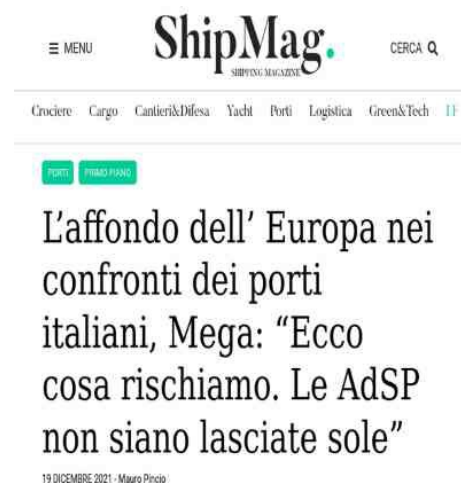 ≡ MENU
ShipMag.
SHIPPING MAGAZINE
CERCA
Crociere Cargo Cantieri&Difesa Yacht Porti Logistica Green&Tech
PORTI PRIMO PIANO
L'affondo dell' Europa nei
confronti dei porti
italiani, Mega: “Ecco
cosa rischiamo. Le AdSP
non siano lasciate sole”
19 DICEMBRE 2021 - Mauro Pincio